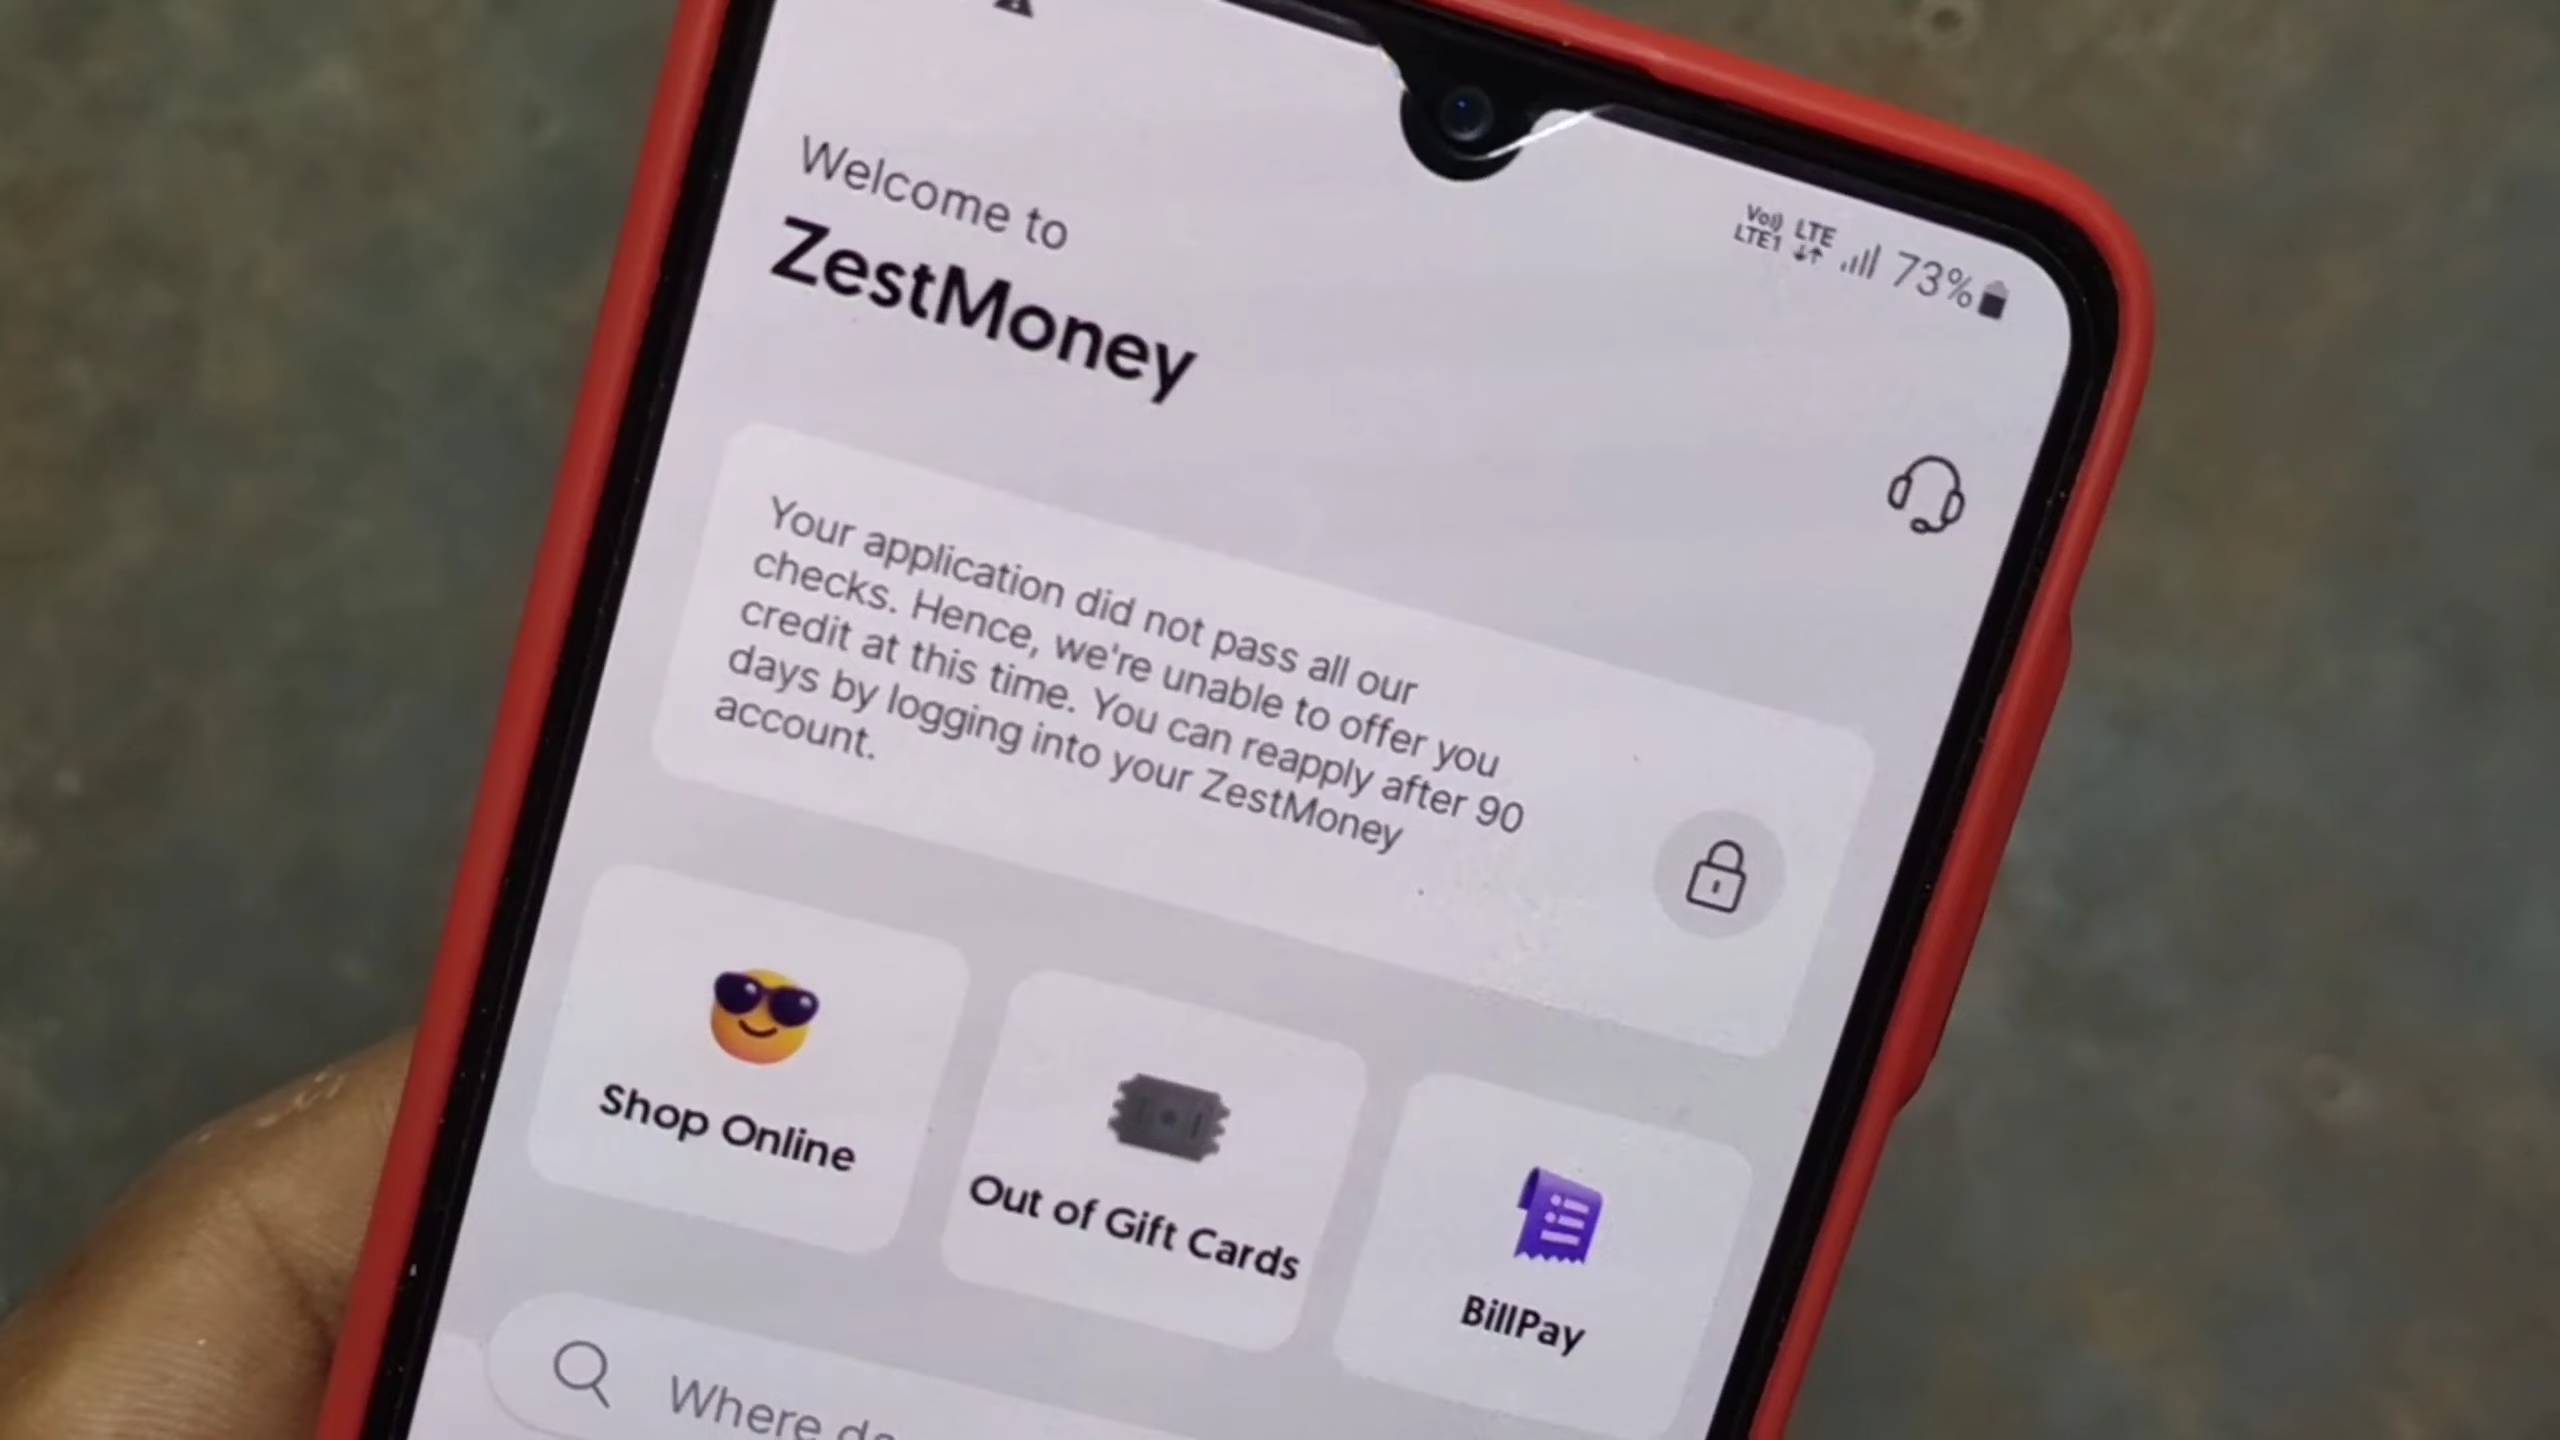 Vo)) LTE
LTE1
73%
Welcome to
ZestMoney
Your application did not pass all our
checks. Hence, we're unable to offer you
credit at this time. You can reapply after 90
days by logging into your ZestMoney
account.
Shop Online
Out of Gift Cards
BillPay
Where